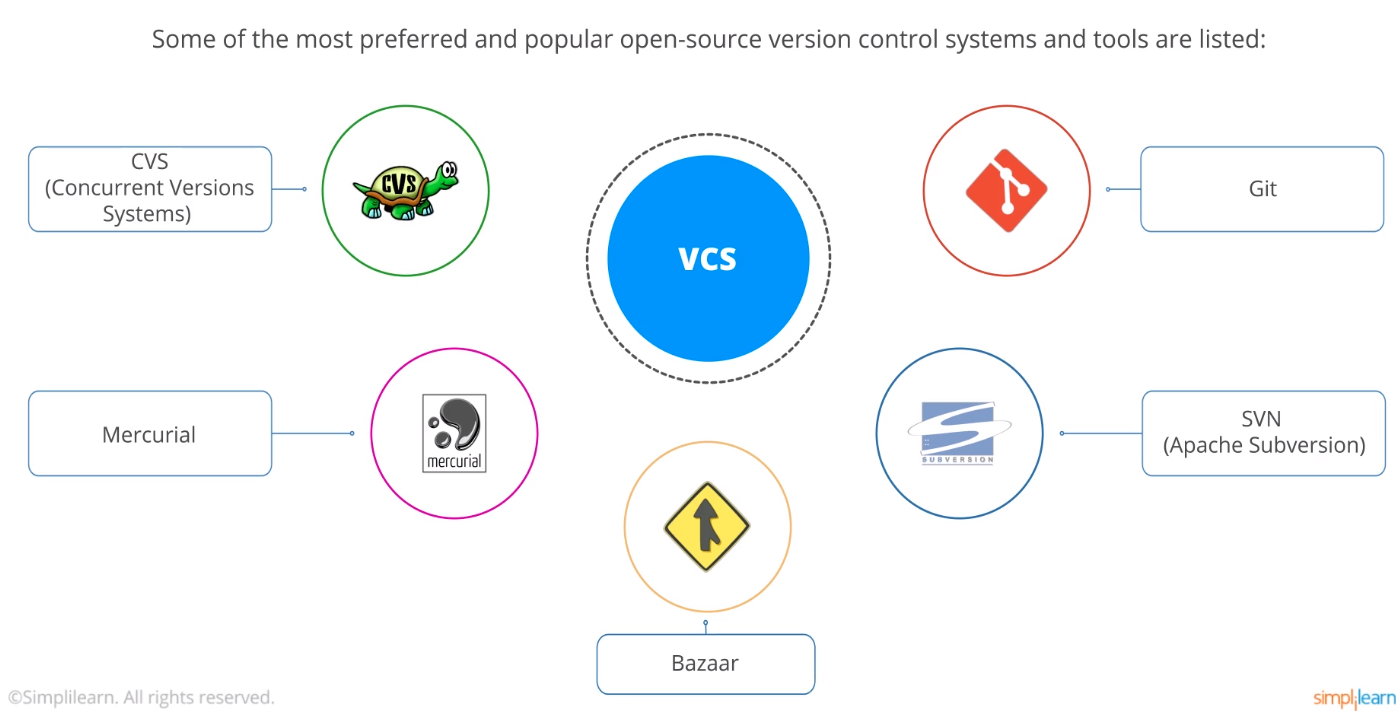 Some of the most preferred and popular open-source version control systems and tools are listed:
CVS
(Concurrent Versions
Systems)
CVS
VCS
Git
Mercurial
mercurial
SUBVERSION
SVN
(Apache Subversion)
Bazaar
©Simplilearn. All rights reserved.
simplilearn